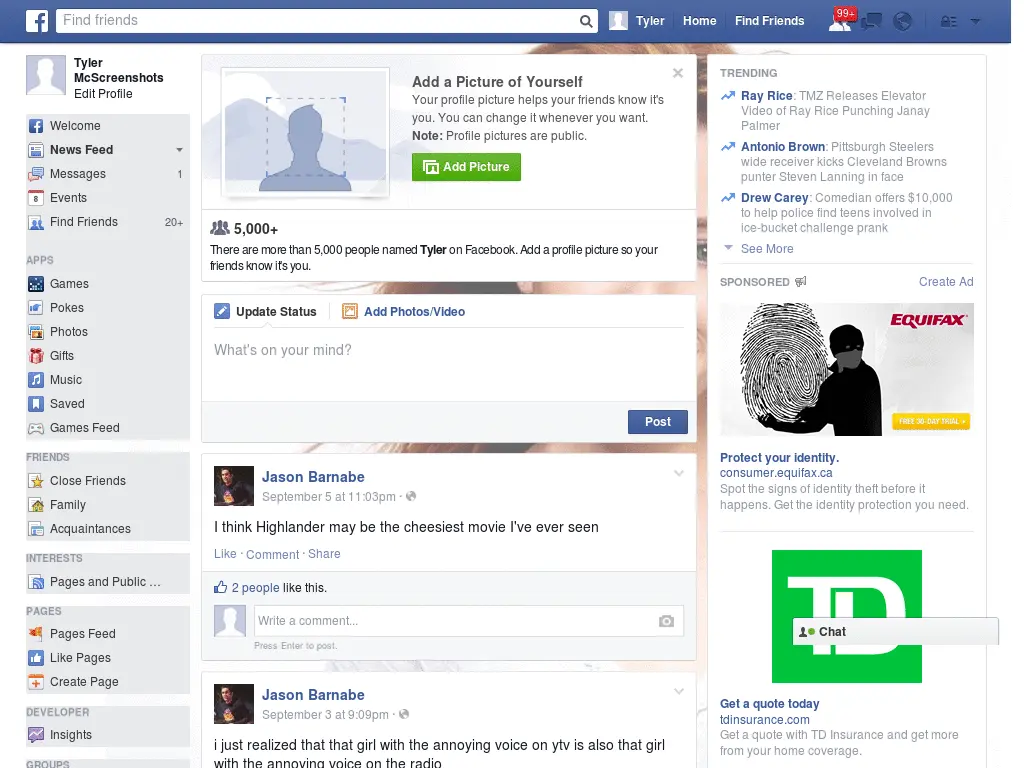 Find friends
Tyler
Home
Find Friends
99+
Tyler
McScreenshots
Edit Profile
Welcome
News Feed
Messages 1
Events
Find Friends 20+
APPS
Games
Pokes
Photos
Gifts
Music
Saved
Games Feed
FRIENDS
Close Friends
Family
Acquaintances
INTERESTS
Pages and Public ...
PAGES
Pages Feed
Like Pages
Create Page
DEVELOPER
Insights
GROUPS
Add a Picture of Yourself
Your profile picture helps your friends know it's
you. You can change it whenever you want.
Note: Profile pictures are public.
Add Picture
5,000+
There are more than 5,000 people named Tyler on Facebook. Add a profile picture so your
friends know it's you.
Update Status
Add Photos/Video
What's on your mind?
Post
Jason Barnabe
September 5 at 11:03pm ·
I think Highlander may be the cheesiest movie I've ever seen
Like · Comment · Share
2 people like this.
Write a comment...
Press Enter to post.
Jason Barnabe
September 3 at 9:09pm ·
i just realized that that girl with the annoying voice on ytv is also that girl
with the annoying voice on the radio
TRENDING
Ray Rice: TMZ Releases Elevator
Video of Ray Rice Punching Janay
Palmer
Antonio Brown: Pittsburgh Steelers
wide receiver kicks Cleveland Browns
punter Steven Lanning in face
Drew Carey: Comedian offers $10,000
to help police find teens involved in
ice-bucket challenge prank
See More
SPONSORED
Create Ad
EQUIFAX
FREE 30-DAY TRIAL >
Protect your identity.
consumer.equifax.ca
Spot the signs of identity theft before it
happens. Get the identity protection you need.
TD
Chat
Get a quote today
tdinsurance.com
Get a quote with TD Insurance and get more
from your home coverage.